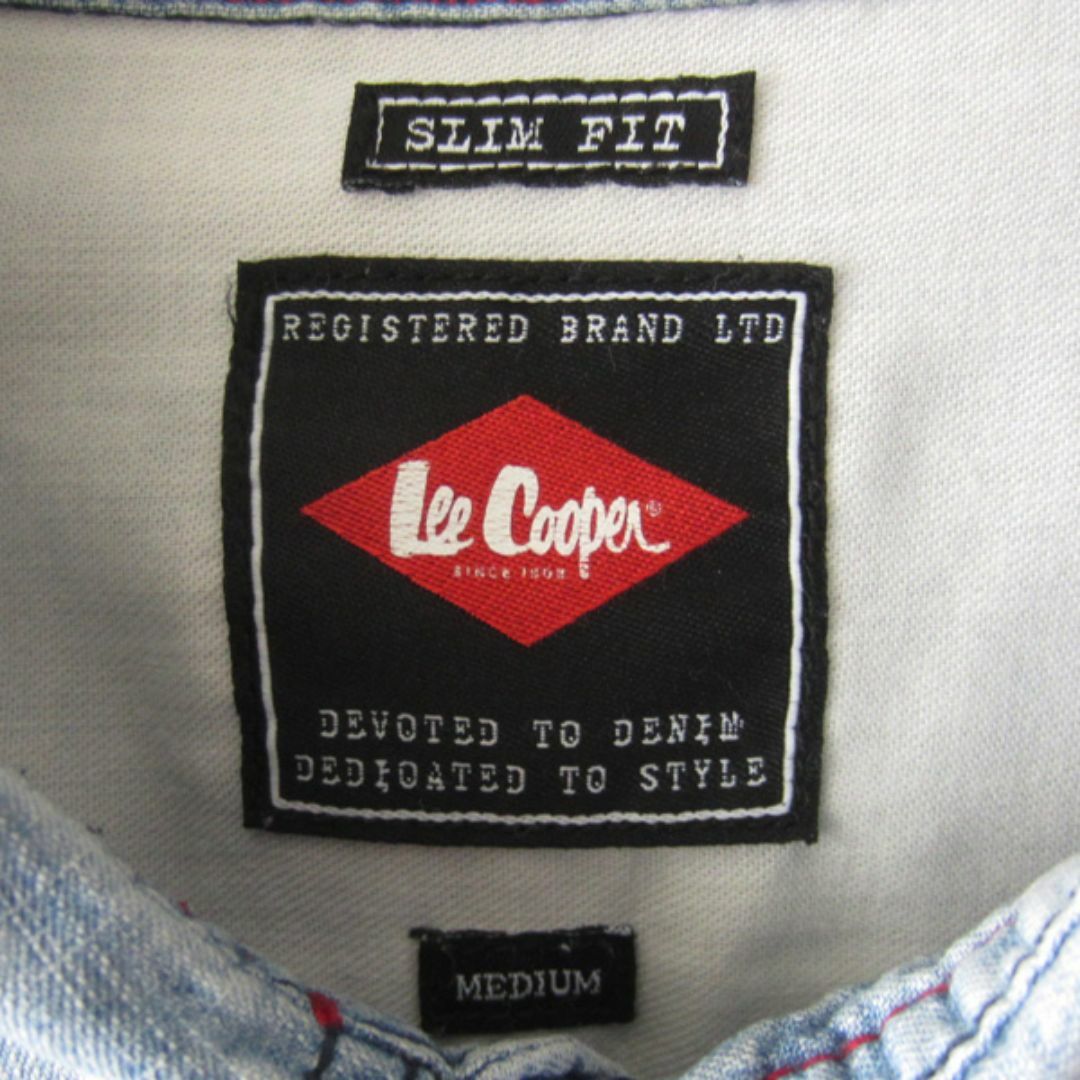 SLIM FIT
REGISTERED BRAND LTD
Lee Cooper®
SINCE 1908
DEVOTED TO DENIM
DEDICATED TO STYLE
MEDIUM